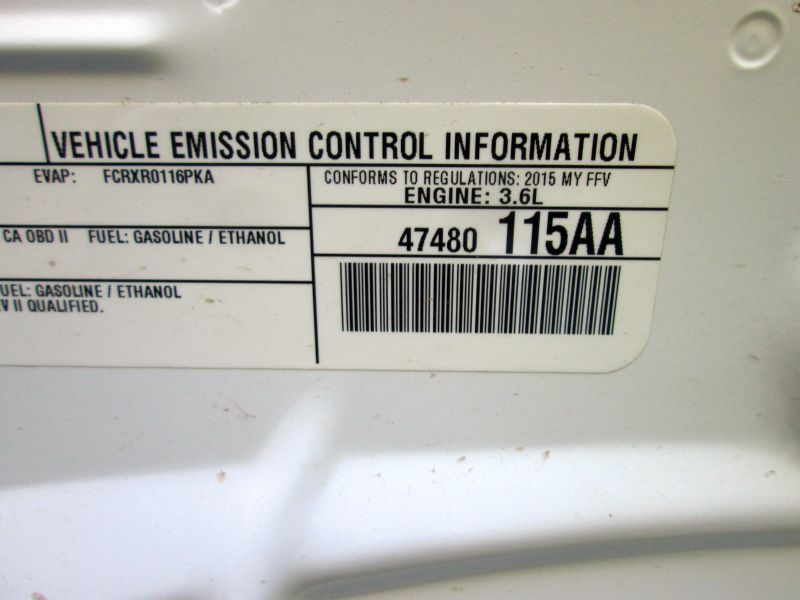 VEHICLE EMISSION CONTROL INFORMATION
EVAP: FCRXR0116PKA
CONFORMS TO REGULATIONS: 2015 MY FFV
ENGINE: 3.6L
CA OBD II FUEL: GASOLINE / ETHANOL
47480 115AA
UEL: GASOLINE / ETHANOL
V II QUALIFIED.